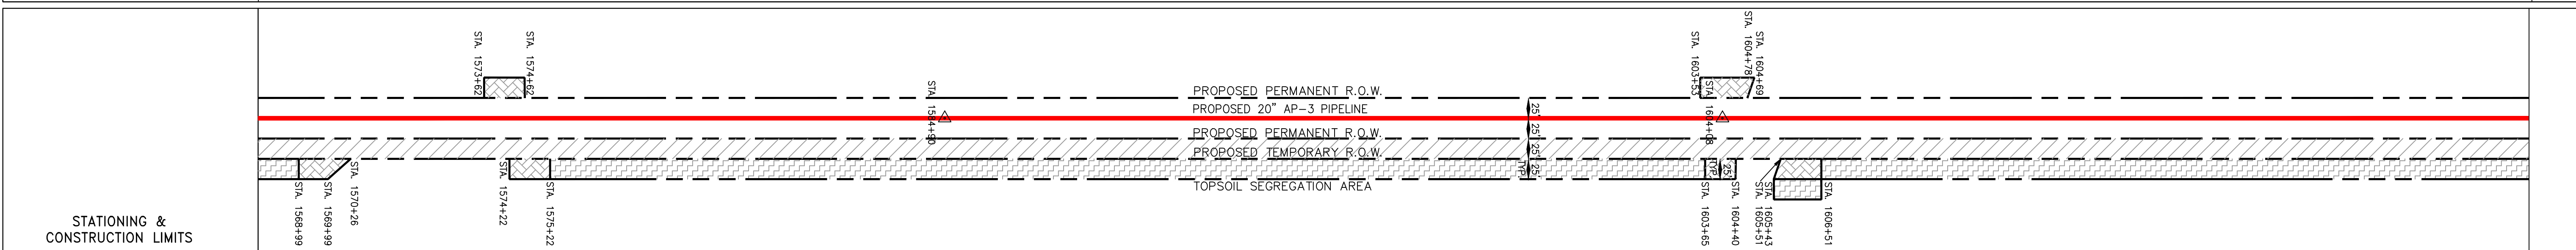 STATIONING &
CONSTRUCTION LIMITS
STA. 1573+62
STA. 1574+62
STA. 1584+90
STA. 1603+53
STA. 1604+78
STA. 1604+69
STA. 1604+08
PROPOSED PERMANENT R.O.W.
PROPOSED 20" AP-3 PIPELINE
PROPOSED PERMANENT R.O.W.
PROPOSED TEMPORARY R.O.W.
TOPSOIL SEGREGATION AREA
25'
25'
25'
25'
TYP
TYP
25'
STA. 1568+99
STA. 1569+99
STA. 1570+26
STA. 1574+22
STA. 1575+22
STA. 1603+65
STA. 1604+40
STA. 1605+51
STA. 1605+43
STA. 1606+51